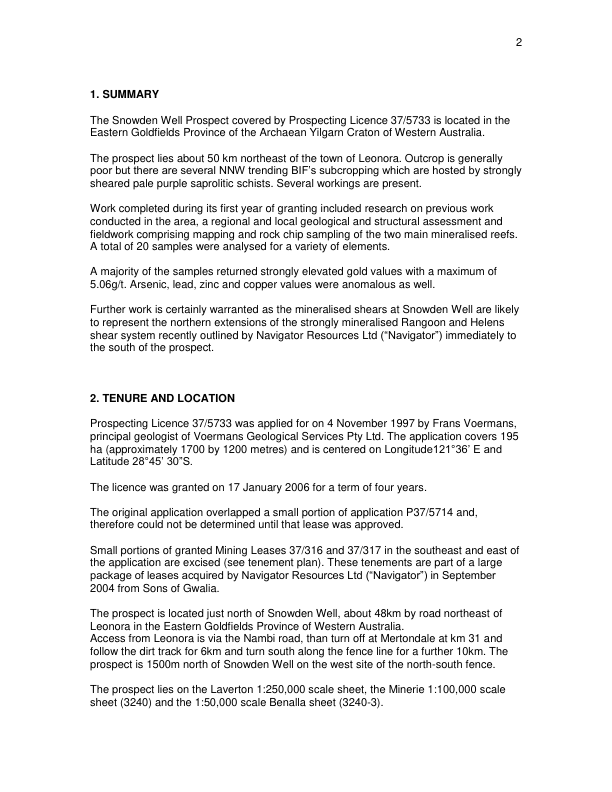 2
1. SUMMARY
The Snowden Well Prospect covered by Prospecting Licence 37/5733 is located in the
Eastern Goldfields Province of the Archaean Yilgarn Craton of Western Australia.
The prospect lies about 50 km northeast of the town of Leonora. Outcrop is generally
poor but there are several NNW trending BIF's subcropping which are hosted by strongly
sheared pale purple saprolitic schists. Several workings are present.
Work completed during its first year of granting included research on previous work
conducted in the area, a regional and local geological and structural assessment and
fieldwork comprising mapping and rock chip sampling of the two main mineralised reefs.
A total of 20 samples were analysed for a variety of elements.
A majority of the samples returned strongly elevated gold values with a maximum of
5.06g/t. Arsenic, lead, zinc and copper values were anomalous as well.
Further work is certainly warranted as the mineralised shears at Snowden Well are likely
to represent the northern extensions of the strongly mineralised Rangoon and Helens
shear system recently outlined by Navigator Resources Ltd (“Navigator”) immediately to
the south of the prospect.
2. TENURE AND LOCATION
Prospecting Licence 37/5733 was applied for on 4 November 1997 by Frans Voermans,
principal geologist of Voermans Geological Services Pty Ltd. The application covers 195
ha (approximately 1700 by 1200 metres) and is centered on Longitude121°36’ E and
Latitude 28°45’ 30”S.
The licence was granted on 17 January 2006 for a term of four years.
The original application overlapped a small portion of application P37/5714 and,
therefore could not be determined until that lease was approved.
Small portions of granted Mining Leases 37/316 and 37/317 in the southeast and east of
the application are excised (see tenement plan). These tenements are part of a large
package of leases acquired by Navigator Resources Ltd (“Navigator”) in September
2004 from Sons of Gwalia.
The prospect is located just north of Snowden Well, about 48km by road northeast of
Leonora in the Eastern Goldfields Province of Western Australia.
Access from Leonora is via the Nambi road, than turn off at Mertondale at km 31 and
follow the dirt track for 6km and turn south along the fence line for a further 10km. The
prospect is 1500m north of Snowden Well on the west site of the north-south fence.
The prospect lies on the Laverton 1:250,000 scale sheet, the Minerie 1:100,000 scale
sheet (3240) and the 1:50,000 scale Benalla sheet (3240-3).